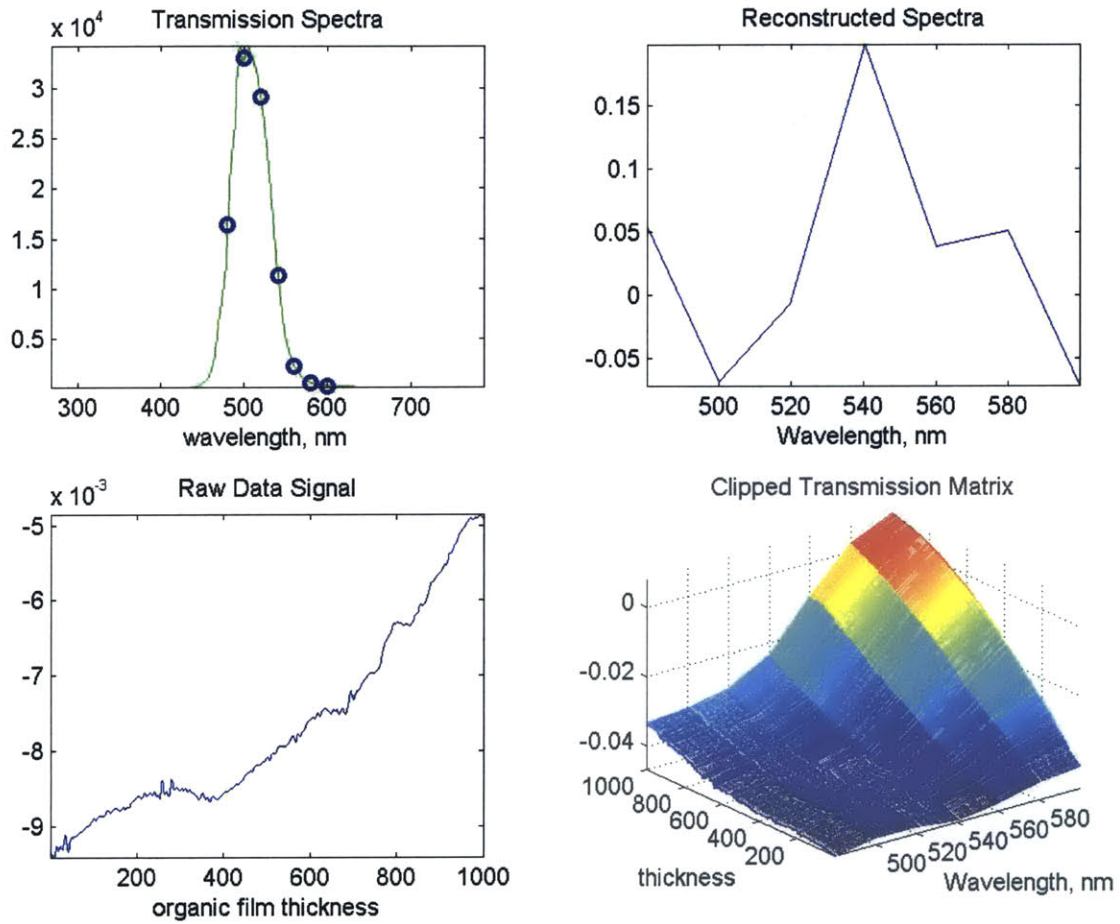 x 10^4
Transmission Spectra
3
2.5
2
1.5
1
0.5
300 400 500 600 700
wavelength, nm
Reconstructed Spectra
0.15
0.1
0.05
0
-0.05
500 520 540 560 580
Wavelength, nm
x 10^-3
Raw Data Signal
-5
-6
-7
-8
-9
200 400 600 800 1000
organic film thickness
Clipped Transmission Matrix
0
-0.02
-0.04
1000 800 600 400 200
thickness
500 520 540 560 580
Wavelength, nm